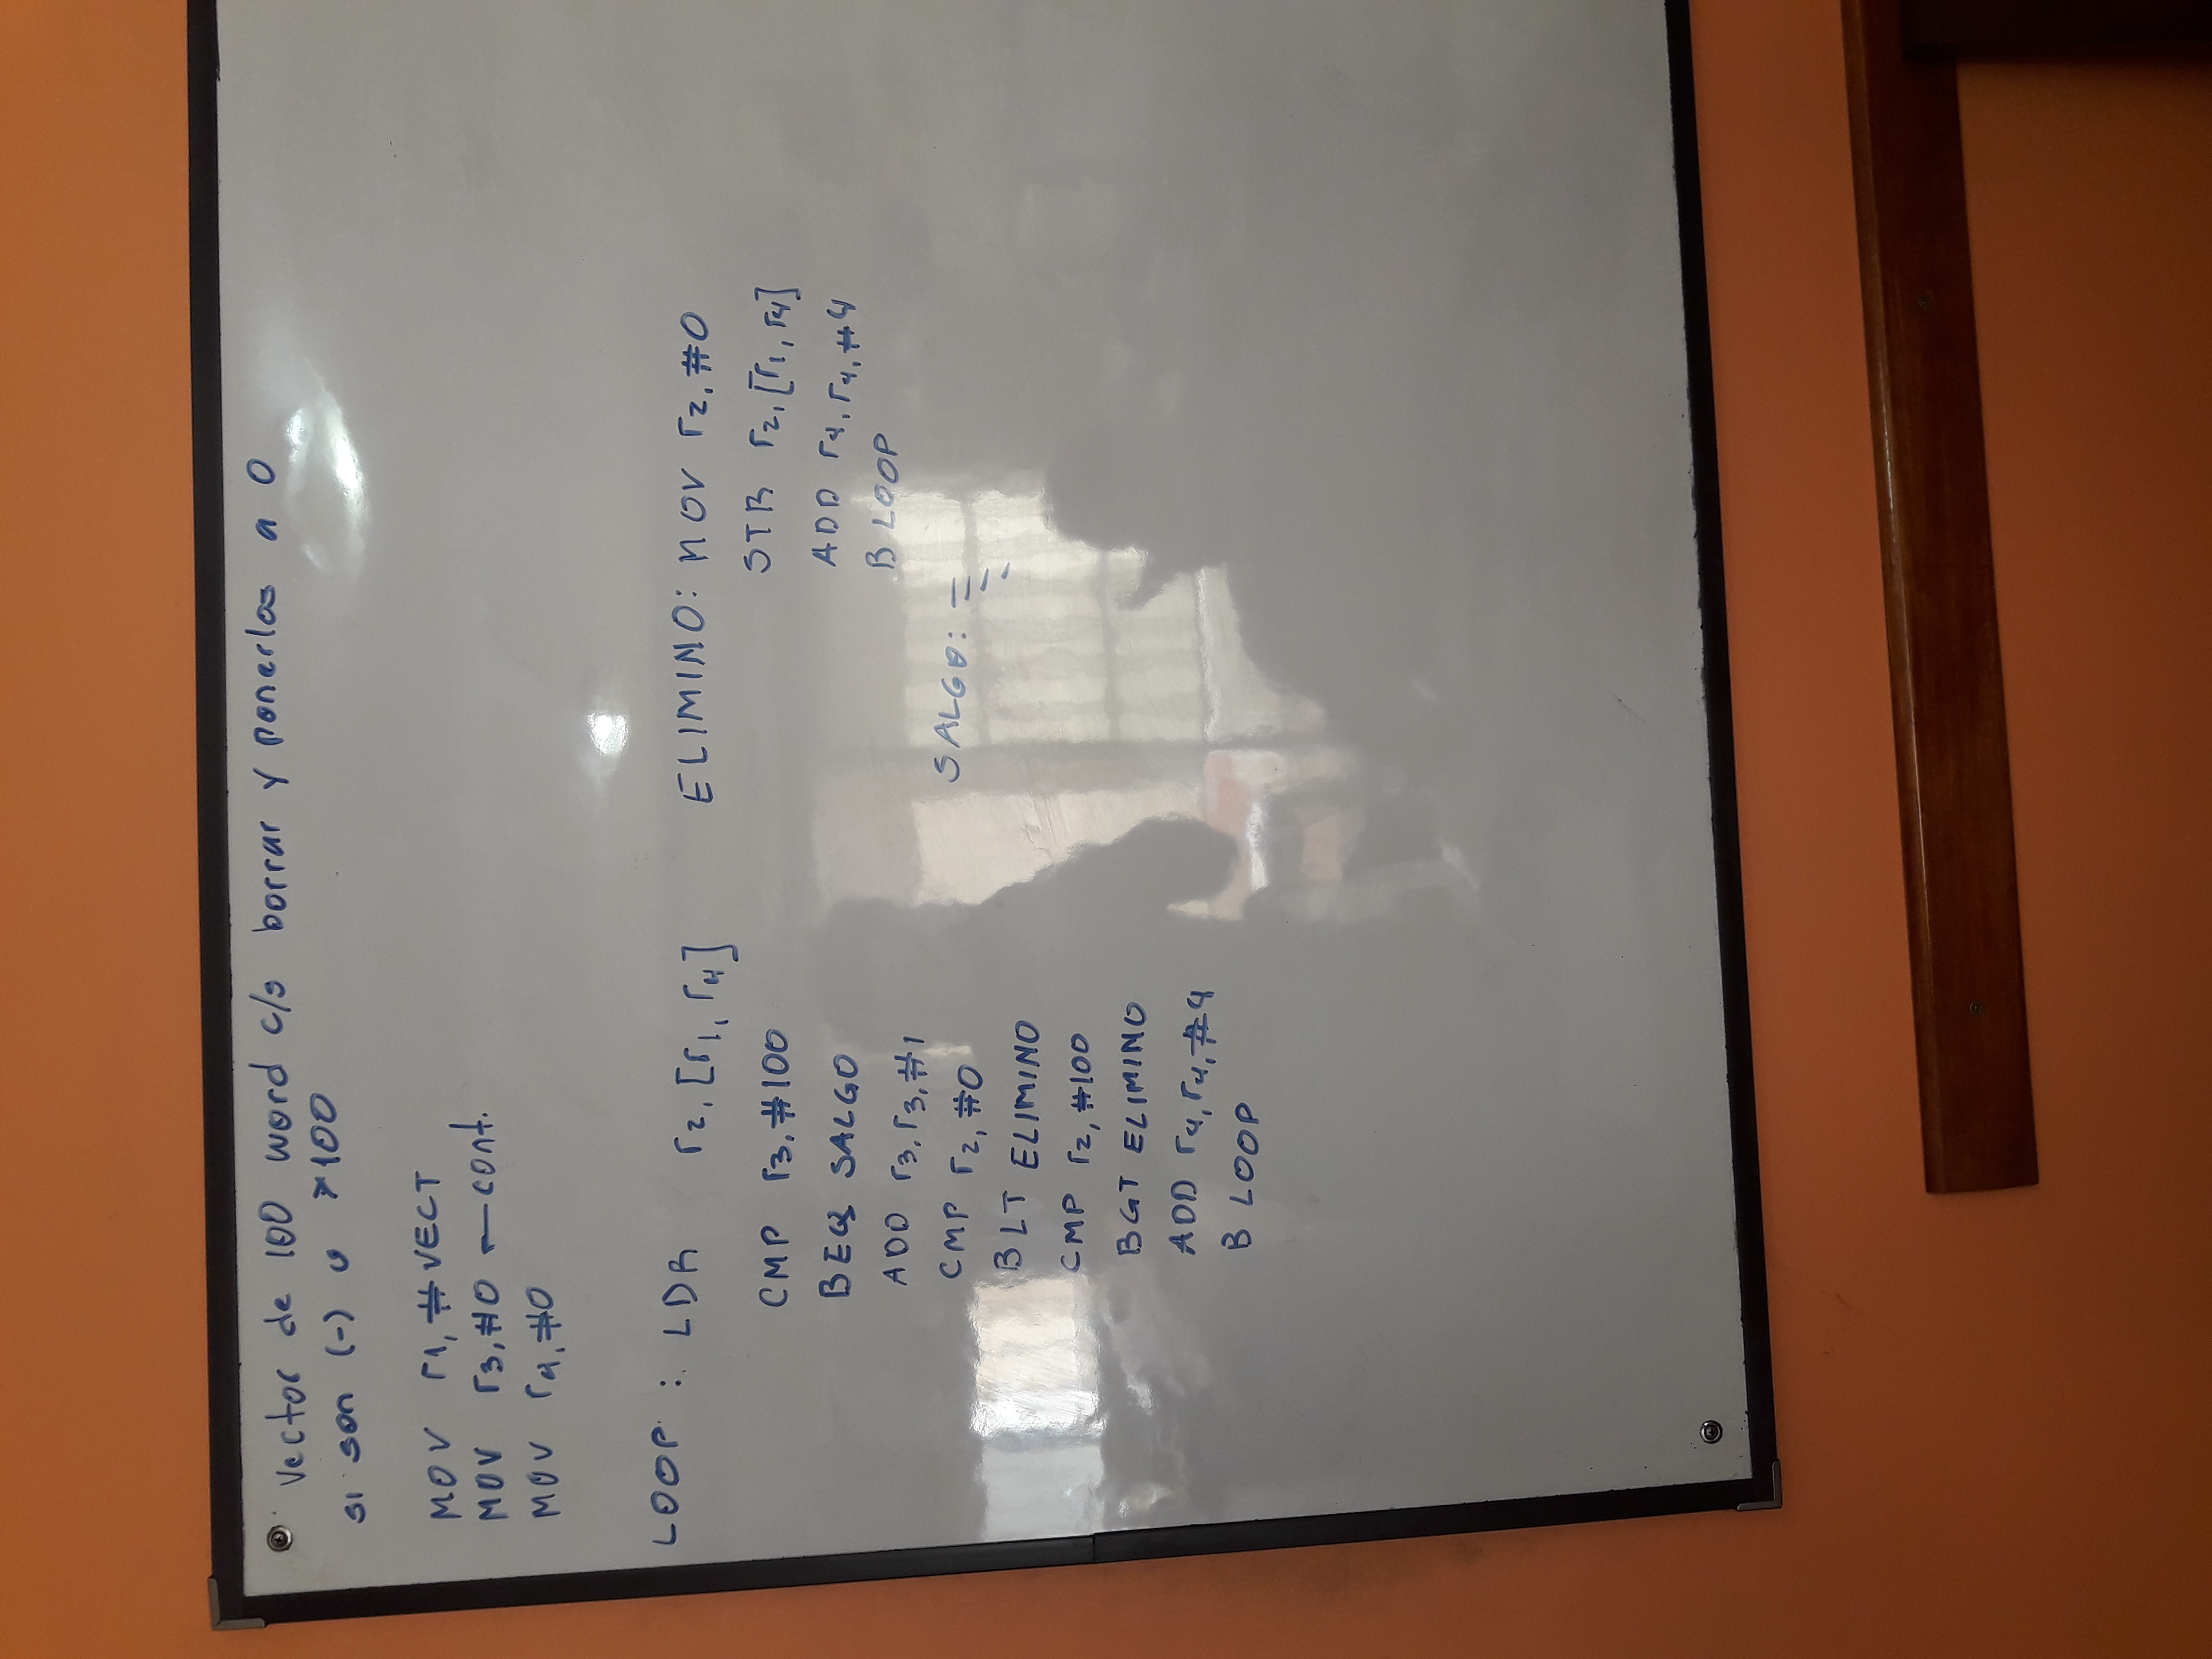 Vector de 100 word c/s borrar y ponerlos a 0
si son (-) o >100
MOV r1, #VECT
MOV r3, #0 ← cont.
MOV r4, #0
LOOP: LDR r2, [r1, r4]
CMP r3, #100
BEQ SALGO
ADD r3, r3, #1
CMP r2, #0
BLT ELIMINO
CMP r2, #100
BGT ELIMINO
ADD r4, r4, #4
B LOOP
ELIMINO: MOV r2, #0
STR r2, [r1, r4]
ADD r4, r4, #4
B LOOP
SALGO: